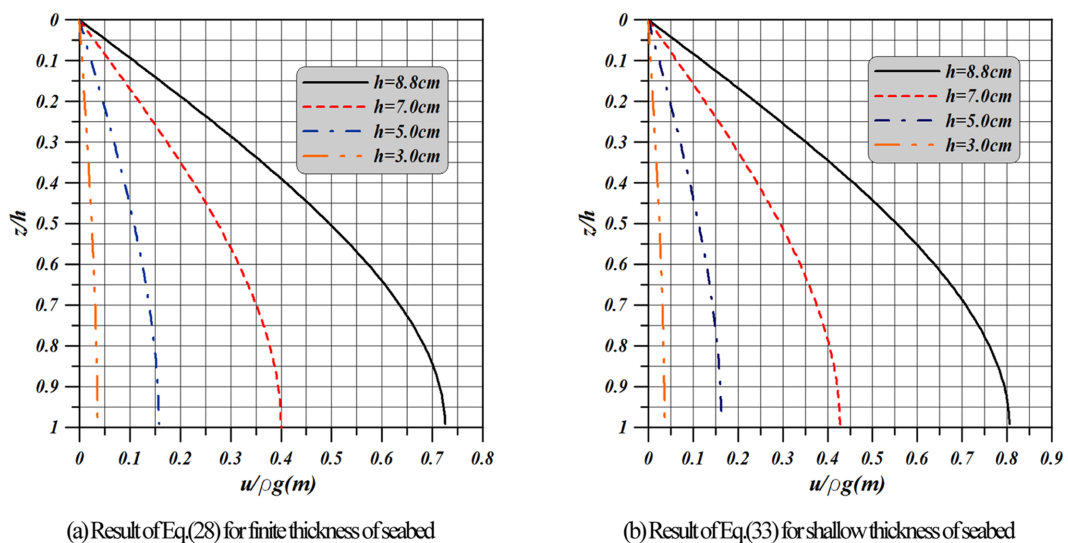 0
0.1
0.2
0.3
0.4
0.5
0.6
0.7
0.8
0.9
1
z/h
h=8.8cm
h=7.0cm
h=5.0cm
h=3.0cm
0 0.1 0.2 0.3 0.4 0.5 0.6 0.7 0.8
u/ρg(m)
(a) Result of Eq.(28) for finite thickness of seabed
0
0.1
0.2
0.3
0.4
0.5
0.6
0.7
0.8
0.9
1
z/h
h=8.8cm
h=7.0cm
h=5.0cm
h=3.0cm
0 0.1 0.2 0.3 0.4 0.5 0.6 0.7 0.8 0.9
u/ρg(m)
(b) Result of Eq.(33) for shallow thickness of seabed